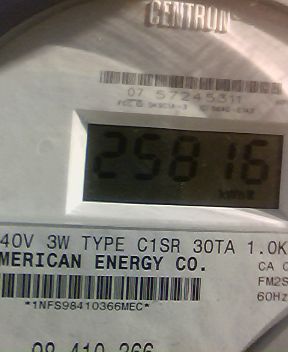 CENTRON
07 57245311
25816
kWh
40V 3W TYPE C1SR 30TA 1.0K
MERICAN ENERGY CO.
CA
FM2S
60Hz
*1NFS98410366MEC*
98 410 366